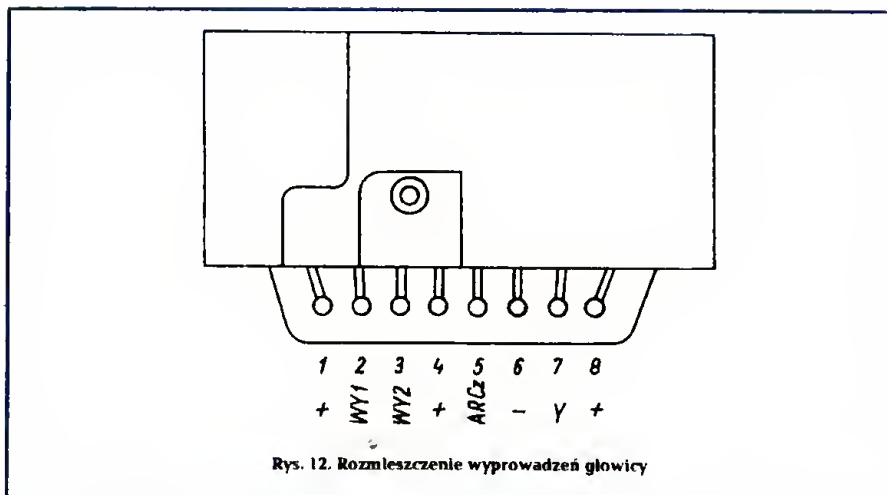 1 2 3 4 5 6 7 8
+ WY1 WY2 + ARCz - Y +
Rys. 12. Rozmieszczenie wyprowadzeń głowicy